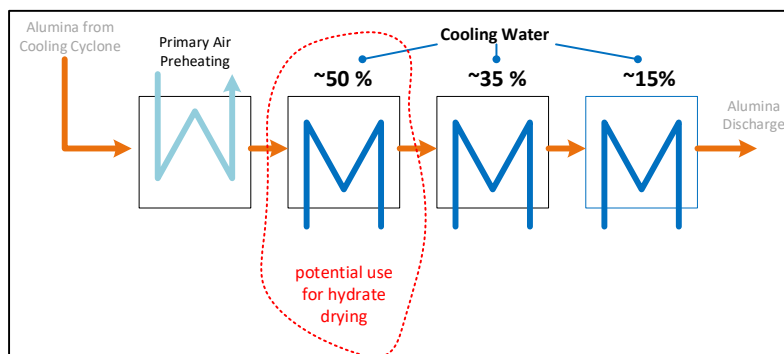 Alumina from
Cooling Cyclone
Primary Air
Preheating
Cooling Water
~50 %
~35 %
~15%
Alumina
Discharge
potential use
for hydrate
drying